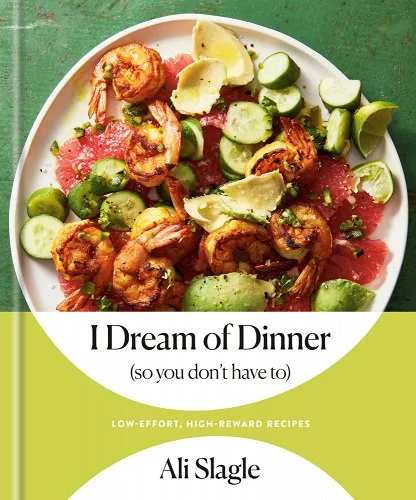 I Dream of Dinner
(so you don't have to)
LOW-EFFORT, HIGH-REWARD RECIPES
Ali Slagle